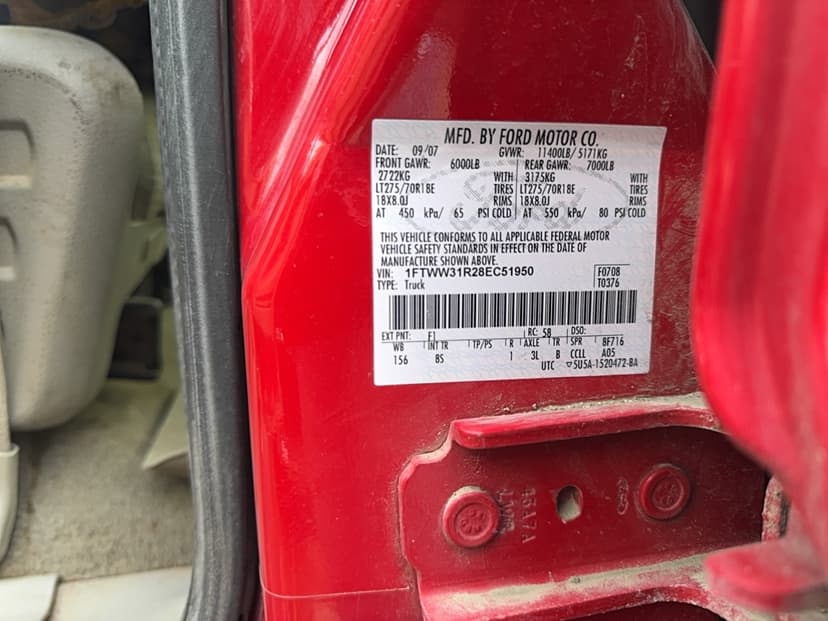 MFD. BY FORD MOTOR CO.
DATE: 09/07 GVWR: 11400LB/ 5171KG
FRONT GAWR: 6000LB REAR GAWR: 7000LB
2722KG WITH 3175KG WITH
LT275/70R18E TIRES LT275/70R18E TIRES
18X8.0J RIMS 18X8.0J RIMS
AT 450 kPa/ 65 PSI COLD AT 550 kPa/ 80 PSI COLD
THIS VEHICLE CONFORMS TO ALL APPLICABLE FEDERAL MOTOR
VEHICLE SAFETY STANDARDS IN EFFECT ON THE DATE OF
MANUFACTURE SHOWN ABOVE.
VIN: 1FTWW31R28EC51950 F0708
TYPE: Truck T0376
EXT PNT: F1 RC: 58 DSO:
WB INT TR TP/PS R AXLE TR SPR BF716
156 BS 1 3L B CCLL A05
UTC ▽5U5A-1520472-BA